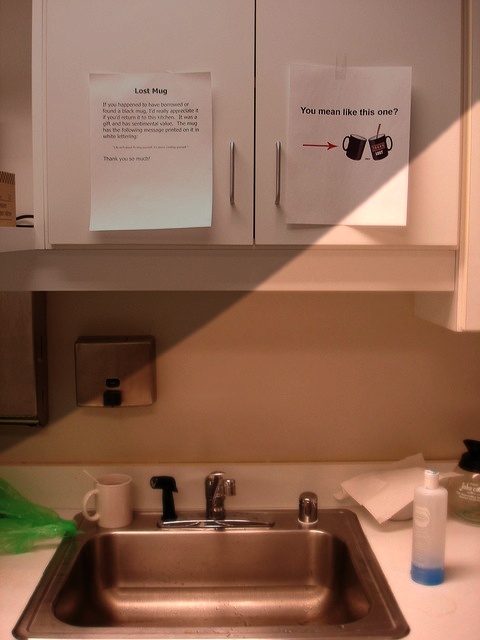 Lost Mug
If you happened to have borrowed or
found a black mug, I'd really appreciate it
if you'd return it to this kitchen. It was a
gift and has sentimental value. The mug
has the following message printed on it in
white lettering:
Thank you so much!
You mean like this one?